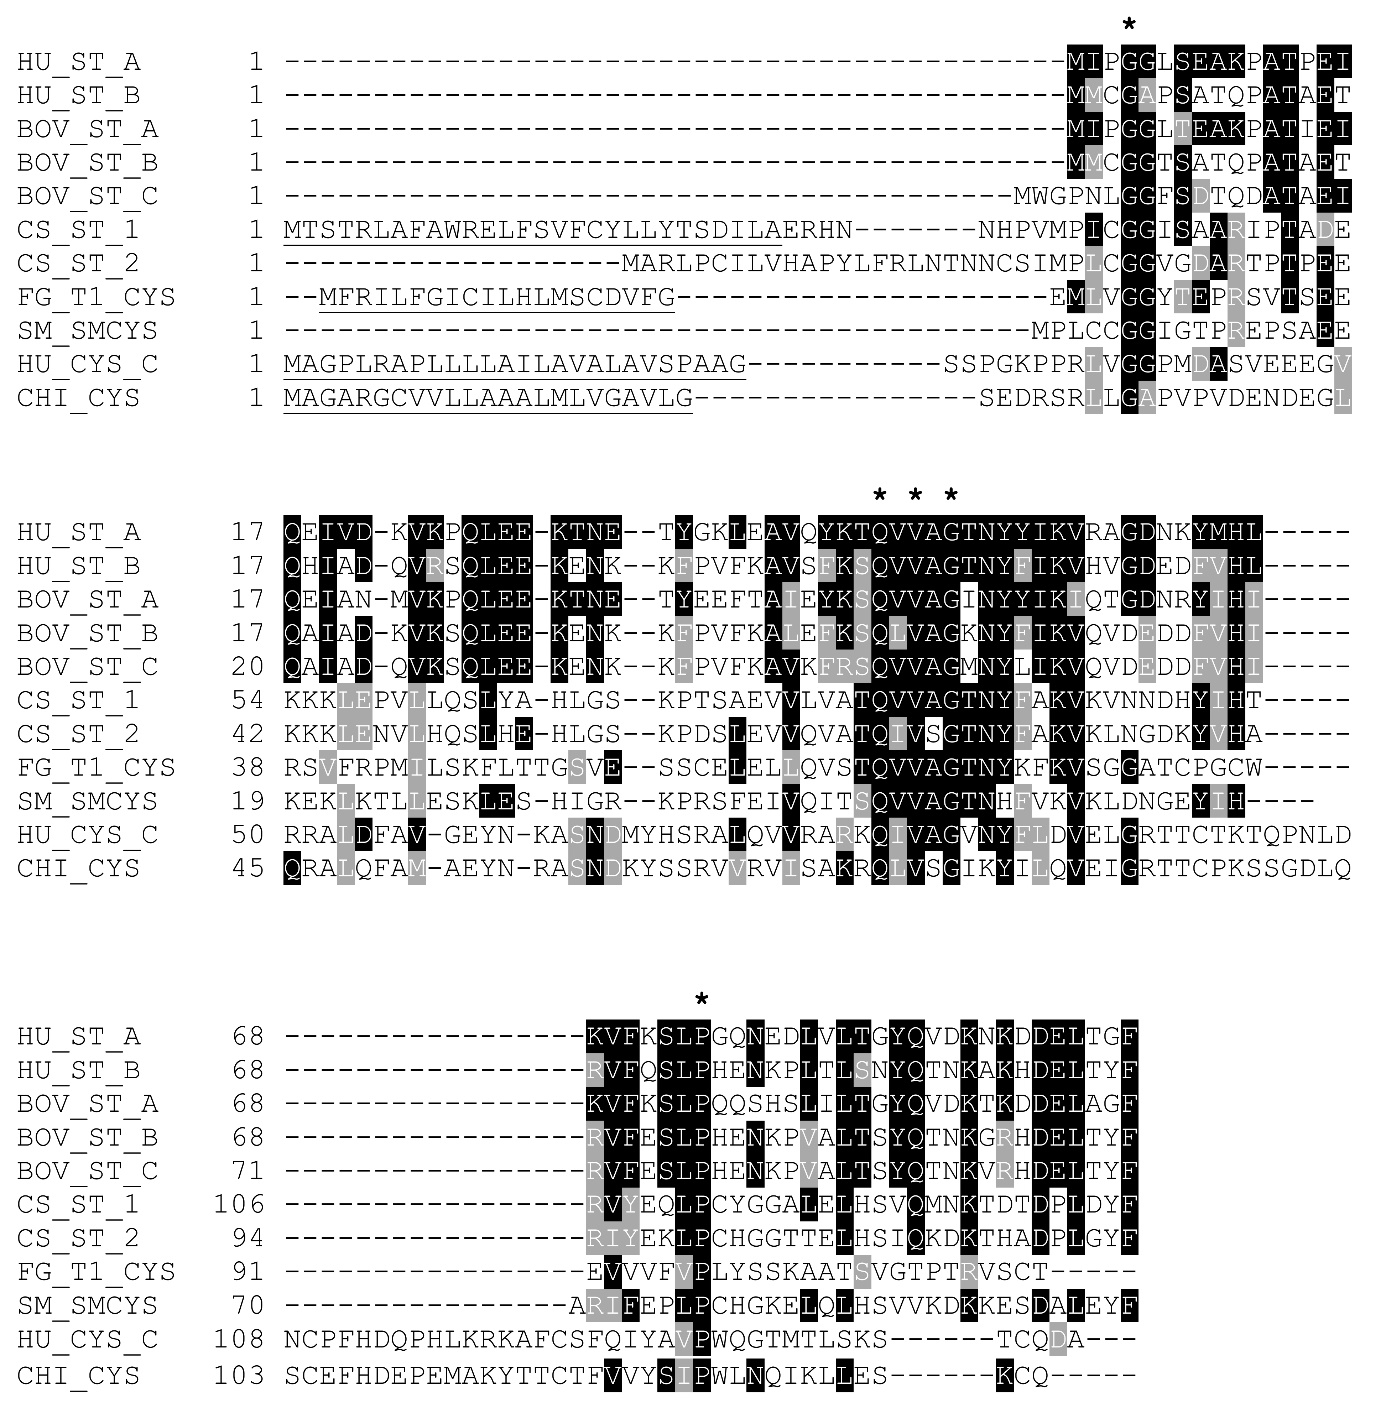 *
HU_ST_A 1 --------------------------------------------MIPGGLSEAKPATPEI
HU_ST_B 1 --------------------------------------------MMCGAPSATQPATAET
BOV_ST_A 1 --------------------------------------------MIPGGLTEAKPATIEI
BOV_ST_B 1 --------------------------------------------MMCGGTSATQPATAET
BOV_ST_C 1 -----------------------------------------MWGPNLGGFSDTQDATAEI
CS_ST_1 1 MTSTRLAFAWRELFSVFCYLLYTSDILAERHN-------NHPVMPICGGISAARIPTADE
CS_ST_2 1 -------------------MARLPCILVHAPYLFRLNTNNCSIMPLCGGVGDARTPTPEE
FG_T1_CYS 1 --MFRILFGICILHLMSCDVFG---------------------EMLVGGYTEPRSVTSEE
SM_SMCYS 1 ------------------------------------------MPLCCGGIGTPREPSAEE
HU_CYS_C 1 MAGPLRAPLLLLAILAVALAVSPAAG-----------SSPGKPPRLVGGPMDASVEEEGV
CHI_CYS 1 MAGARGCVVLLAAALMLVGAVLG----------------SEDRSRLLGAPVPVDENDEGL
* * *
HU_ST_A 17 QEIVD-KVKPQLEE-KTNE--TYGKLEAVQYKTQVVAGTNYYIKVRAGDNKYMHL-----
HU_ST_B 17 QHIAD-QVRSQLEE-KENK--KFPVFKAVSFKSQVVAGTNYFIKVHVGDEDFVHL-----
BOV_ST_A 17 QEIAN-MVKPQLEE-KTNE--TYEEFTAIEYKSQVVAGINYYIKIQTGDNRYIHI-----
BOV_ST_B 17 QAIAD-KVKSQLEE-KENK--KFPVFKALEFKSQLVAGKNYFIKVQVDEDDFVHI-----
BOV_ST_C 20 QAIAD-QVKSQLEE-KENK--KFPVFKAVKFRSQVVAGMNYLIKVQVDEDDFVHI-----
CS_ST_1 54 KKKLEPVLLQSLYA-HLGS--KPTSAEVVLVATQVVAGTNYFAKVKVNNDHYIHT-----
CS_ST_2 42 KKKLENVLHQSLHE-HLGS--KPDSLEVVQVATQIVSGTNYFAKVKLNGDKYVHA-----
FG_T1_CYS 38 RSVFRPMILSKFLTTGSVE--SSCELELLQVSTQVVAGTNYKFKVSGGATCPGCW-----
SM_SMCYS 19 KEKLKTLLESKLES-HIGR--KPRSFEIVQITSQVVAGTNHFVKVKLDNGEYIH----
HU_CYS_C 50 RRALDFAV-GEYN-KASNDMYHSRALQVVRARKQIVAGVNYFLDVELGRTTCTKTQPNLD
CHI_CYS 45 QRALQFAM-AEYN-RASNDKYSSRVVRVISAKRQLVSGIKYILQVEIGRTTCPKSSGDLQ
*
HU_ST_A 68 -----------------KVFKSLPGQNEDLVLTGYQVDKNKDDELTGF
HU_ST_B 68 -----------------RVFQSLPHENKPLTLSNYQTNKAKHDELTYF
BOV_ST_A 68 -----------------KVFKSLPQQSHSLILTGYQVDKTKDDELAGF
BOV_ST_B 68 -----------------RVFESLPHENKPVALTSYQTNKGRHDELTYF
BOV_ST_C 71 -----------------RVFESLPHENKPVALTSYQTNKVRHDELTYF
CS_ST_1 106 -----------------RVYEQLPCYGGALELHSVQMNKTDTDPLDYF
CS_ST_2 94 -----------------RIYEKLPCHGGTTELHSIQKDKTHADPLGYF
FG_T1_CYS 91 -----------------EVVVFVPLYSSKAATSVGTPTRVSCT-----
SM_SMCYS 70 ----------------ARIFEPLPCHGKELQLHSVVKDKKESDALEYF
HU_CYS_C 108 NCPFHDQPHLKRKAFCSFQIYAVPWQGTMTLSKS------TCQDA---
CHI_CYS 103 SCEFHDEPEMAKYTTCTFVVYSIPWLNQIKLLES------KCQ-----